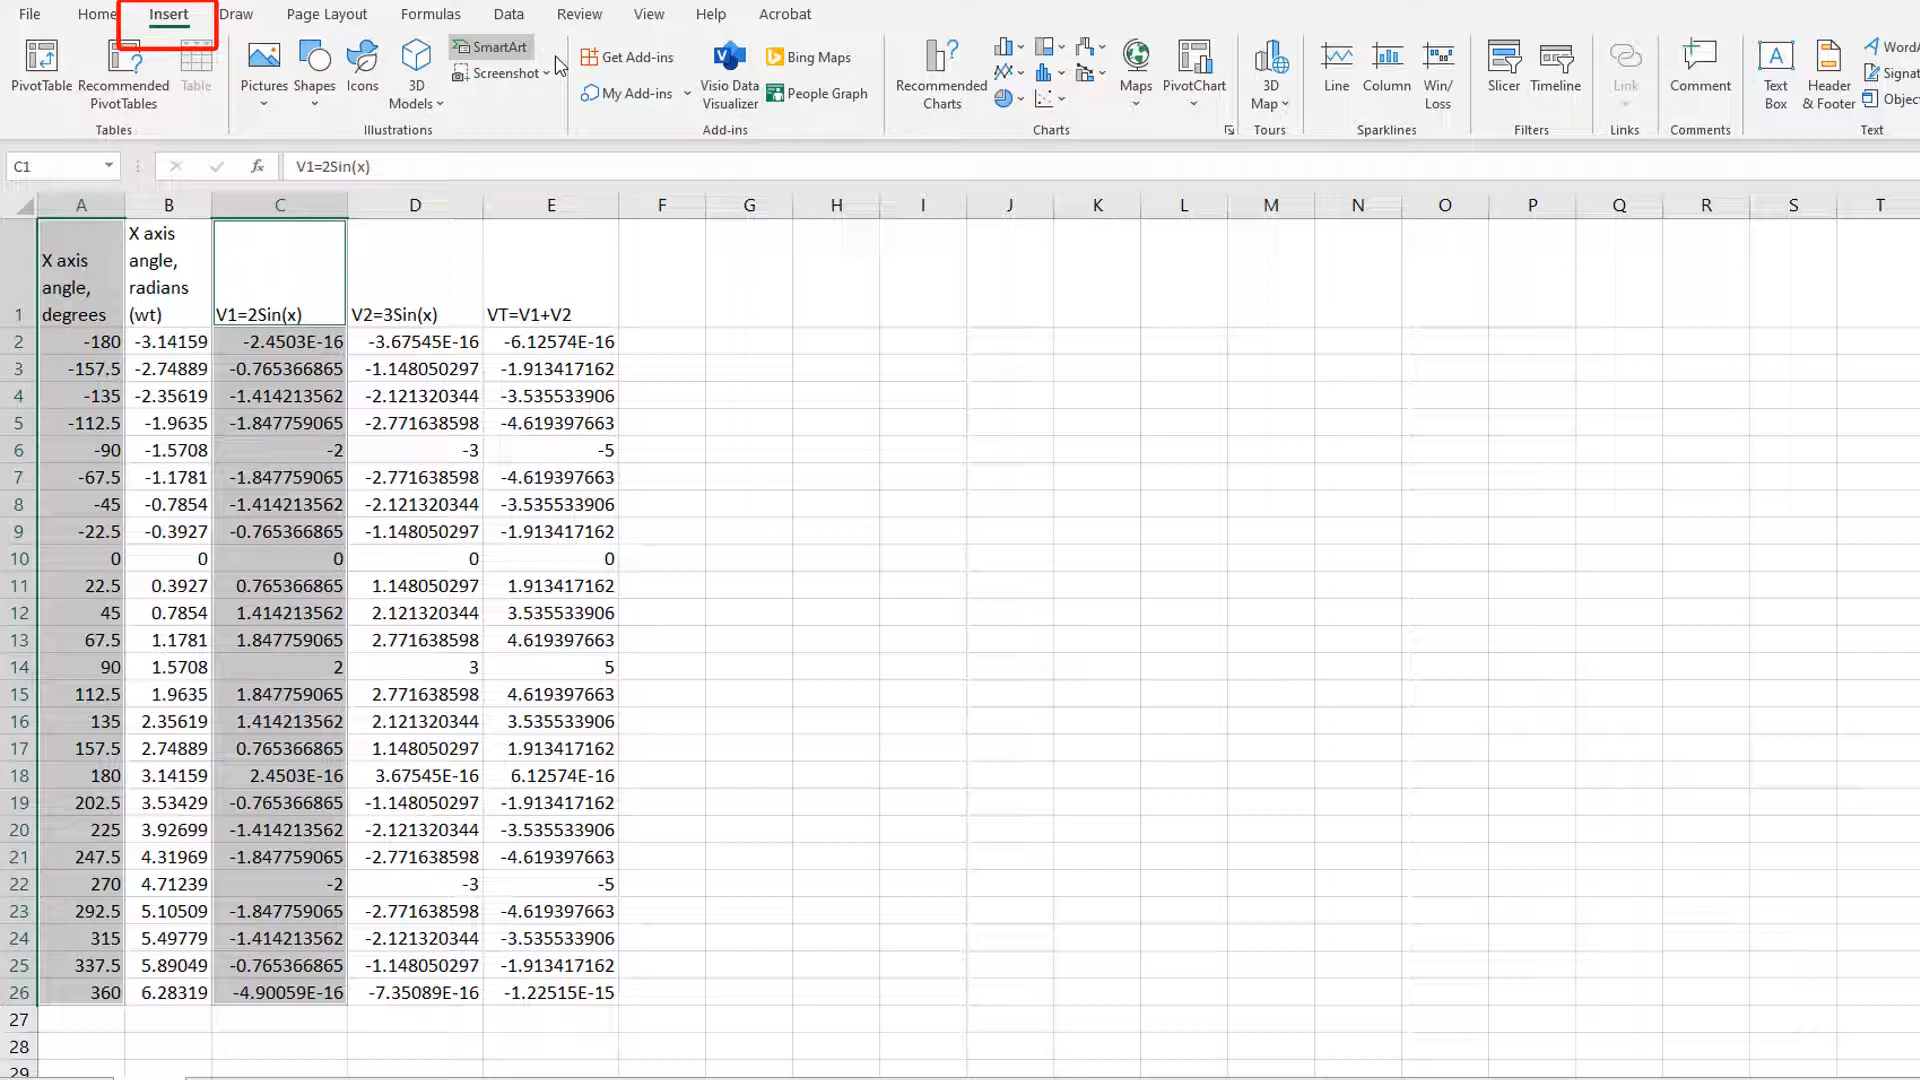 File Home Insert Draw Page Layout Formulas Data Review View Help Acrobat
PivotTable Recommended PivotTables Table
Tables
Pictures Shapes Icons 3D Models SmartArt Screenshot
Illustrations
Get Add-ins My Add-ins Visio Data Visualizer Bing Maps People Graph
Add-ins
Recommended Charts Maps PivotChart
Charts
3D Map
Tours
Line Column Win/ Loss
Sparklines
Slicer Timeline
Filters
Link
Links
Comment
Comments
Text Box Header & Footer
Text
C1 fx V1=2Sin(x)
A B C D E F G H I J K L M N O P Q R S T
1 X axis angle, degrees X axis angle, radians (wt) V1=2Sin(x) V2=3Sin(x) VT=V1+V2
2 -180 -3.14159 -2.4503E-16 -3.67545E-16 -6.12574E-16
3 -157.5 -2.74889 -0.765366865 -1.148050297 -1.913417162
4 -135 -2.35619 -1.414213562 -2.121320344 -3.535533906
5 -112.5 -1.9635 -1.847759065 -2.771638598 -4.619397663
6 -90 -1.5708 -2 -3 -5
7 -67.5 -1.1781 -1.847759065 -2.771638598 -4.619397663
8 -45 -0.7854 -1.414213562 -2.121320344 -3.535533906
9 -22.5 -0.3927 -0.765366865 -1.148050297 -1.913417162
10 0 0 0 0 0
11 22.5 0.3927 0.765366865 1.148050297 1.913417162
12 45 0.7854 1.414213562 2.121320344 3.535533906
13 67.5 1.1781 1.847759065 2.771638598 4.619397663
14 90 1.5708 2 3 5
15 112.5 1.9635 1.847759065 2.771638598 4.619397663
16 135 2.35619 1.414213562 2.121320344 3.535533906
17 157.5 2.74889 0.765366865 1.148050297 1.913417162
18 180 3.14159 2.4503E-16 3.67545E-16 6.12574E-16
19 202.5 3.53429 -0.765366865 -1.148050297 -1.913417162
20 225 3.92699 -1.414213562 -2.121320344 -3.535533906
21 247.5 4.31969 -1.847759065 -2.771638598 -4.619397663
22 270 4.71239 -2 -3 -5
23 292.5 5.10509 -1.847759065 -2.771638598 -4.619397663
24 315 5.49779 -1.414213562 -2.121320344 -3.535533906
25 337.5 5.89049 -0.765366865 -1.148050297 -1.913417162
26 360 6.28319 -4.90059E-16 -7.35089E-16 -1.22515E-15
27
28
29